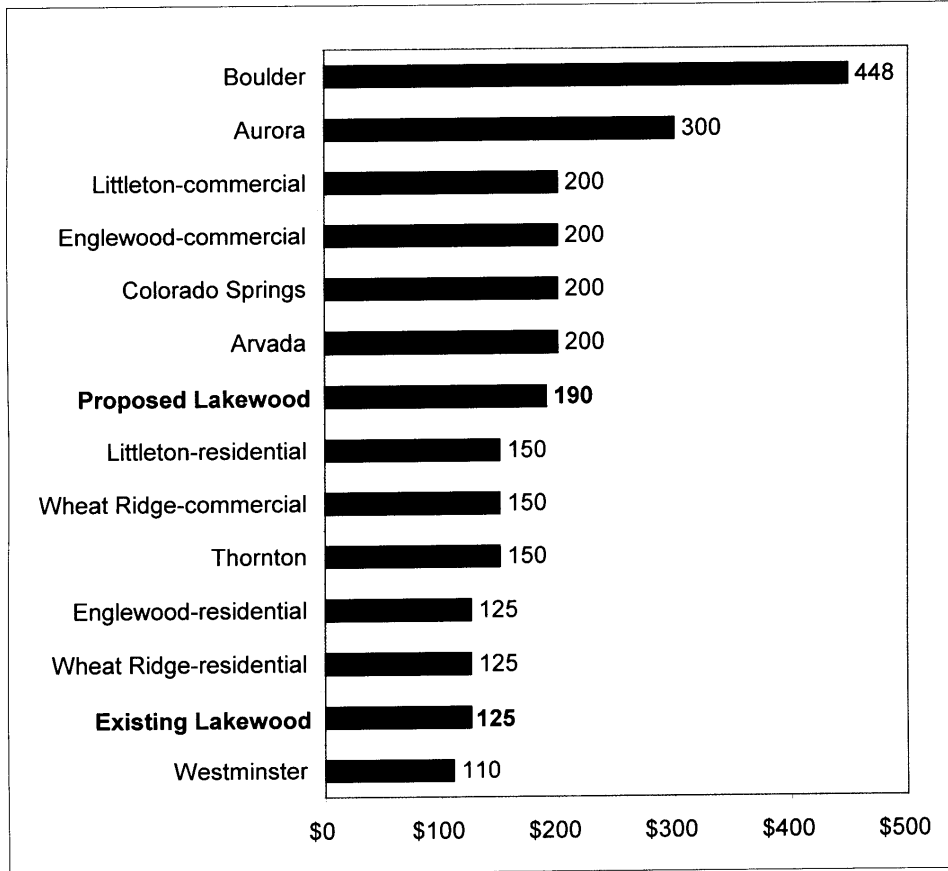 Boulder 448
Aurora 300
Littleton-commercial 200
Englewood-commercial 200
Colorado Springs 200
Arvada 200
Proposed Lakewood 190
Littleton-residential 150
Wheat Ridge-commercial 150
Thornton 150
Englewood-residential 125
Wheat Ridge-residential 125
Existing Lakewood 125
Westminster 110
$0 $100 $200 $300 $400 $500